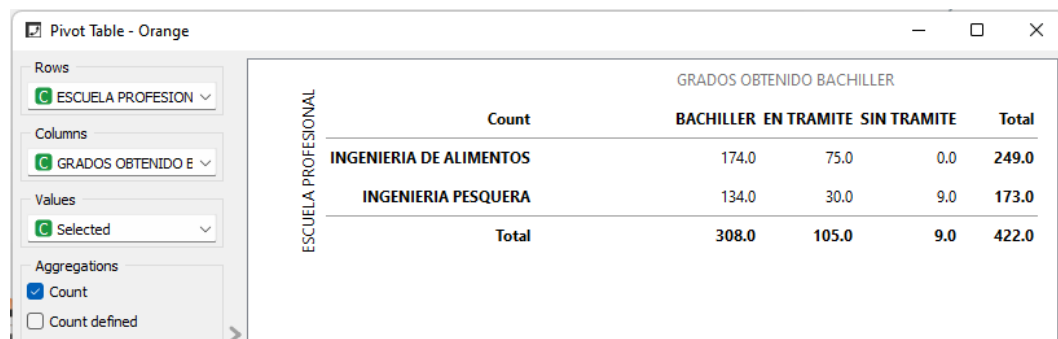 Pivot Table - Orange
Rows
C ESCUELA PROFESION
Columns
C GRADOS OBTENIDO E
Values
C Selected
Aggregations
Count
Count defined
GRADOS OBTENIDO BACHILLER
ESCUELA PROFESIONAL
Count BACHILLER EN TRAMITE SIN TRAMITE Total
INGENIERIA DE ALIMENTOS 174.0 75.0 0.0 249.0
INGENIERIA PESQUERA 134.0 30.0 9.0 173.0
Total 308.0 105.0 9.0 422.0